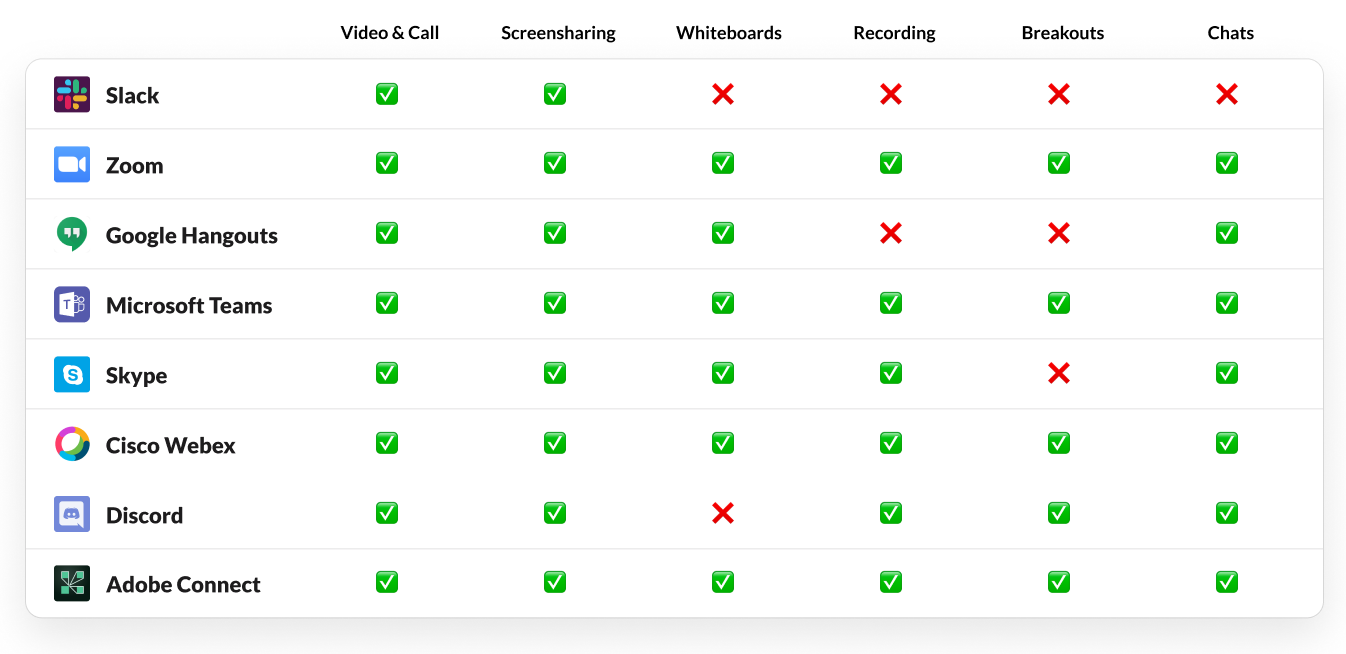 Video & Call Screensharing Whiteboards Recording Breakouts Chats
Slack ✅ ✅ ❌ ❌ ❌ ❌
Zoom ✅ ✅ ✅ ✅ ✅ ✅
Google Hangouts ✅ ✅ ✅ ❌ ❌ ✅
Microsoft Teams ✅ ✅ ✅ ✅ ✅ ✅
Skype ✅ ✅ ✅ ✅ ❌ ✅
Cisco Webex ✅ ✅ ✅ ✅ ✅ ✅
Discord ✅ ✅ ❌ ✅ ✅ ✅
Adobe Connect ✅ ✅ ✅ ✅ ✅ ✅